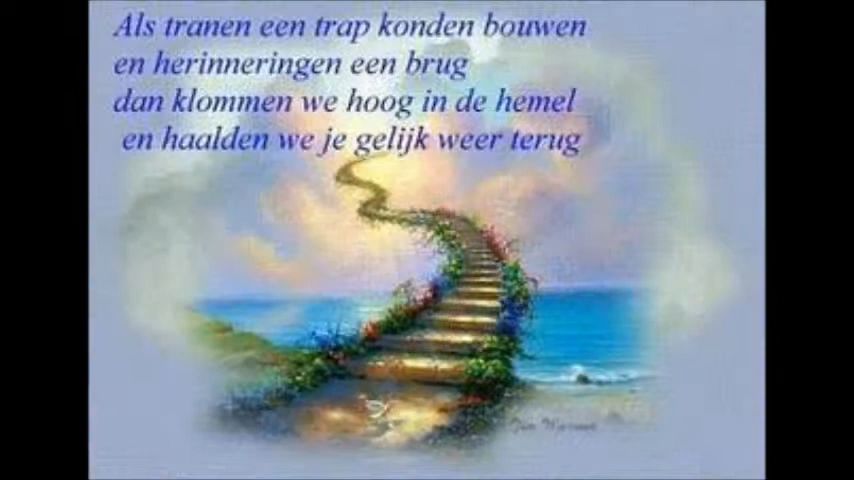 Als tranen een trap konden bouwen
en herinneringen een brug
dan klommen we hoog in de hemel
en haalden we je gelijk weer terug